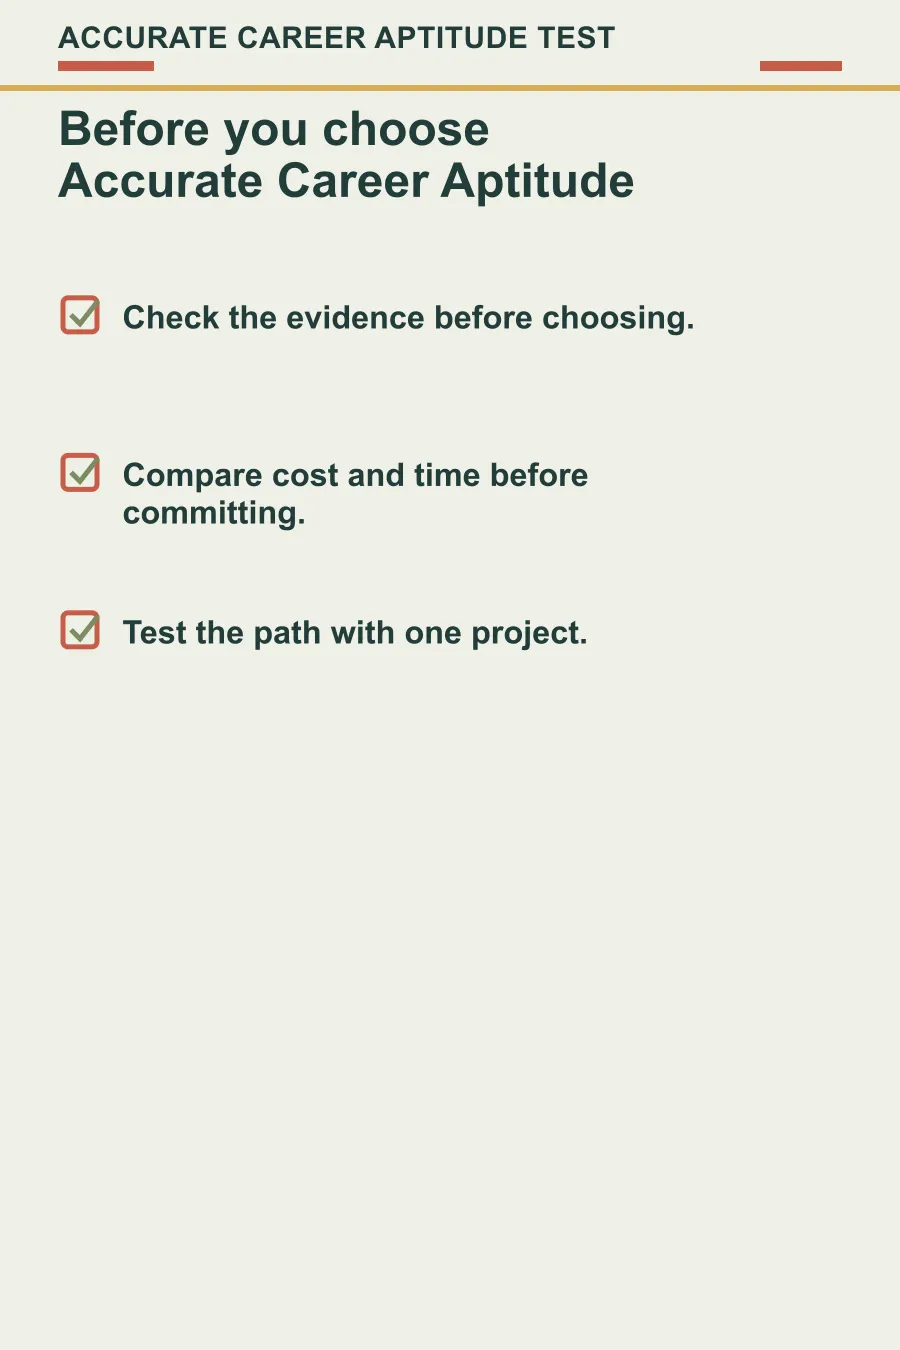 ACCURATE CAREER APTITUDE TEST
Before you choose
Accurate Career Aptitude
Check the evidence before choosing.
Compare cost and time before
committing.
Test the path with one project.